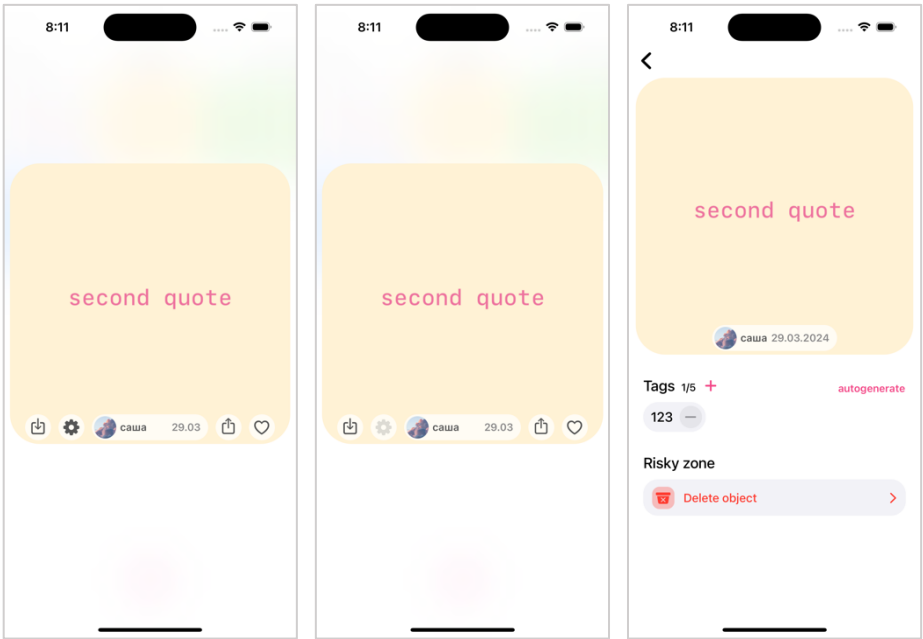 8:11
second quote
саша 29.03
8:11
second quote
саша 29.03
8:11
second quote
саша 29.03.2024
Tags 1/5 + autogenerate
123 —
Risky zone
Delete object